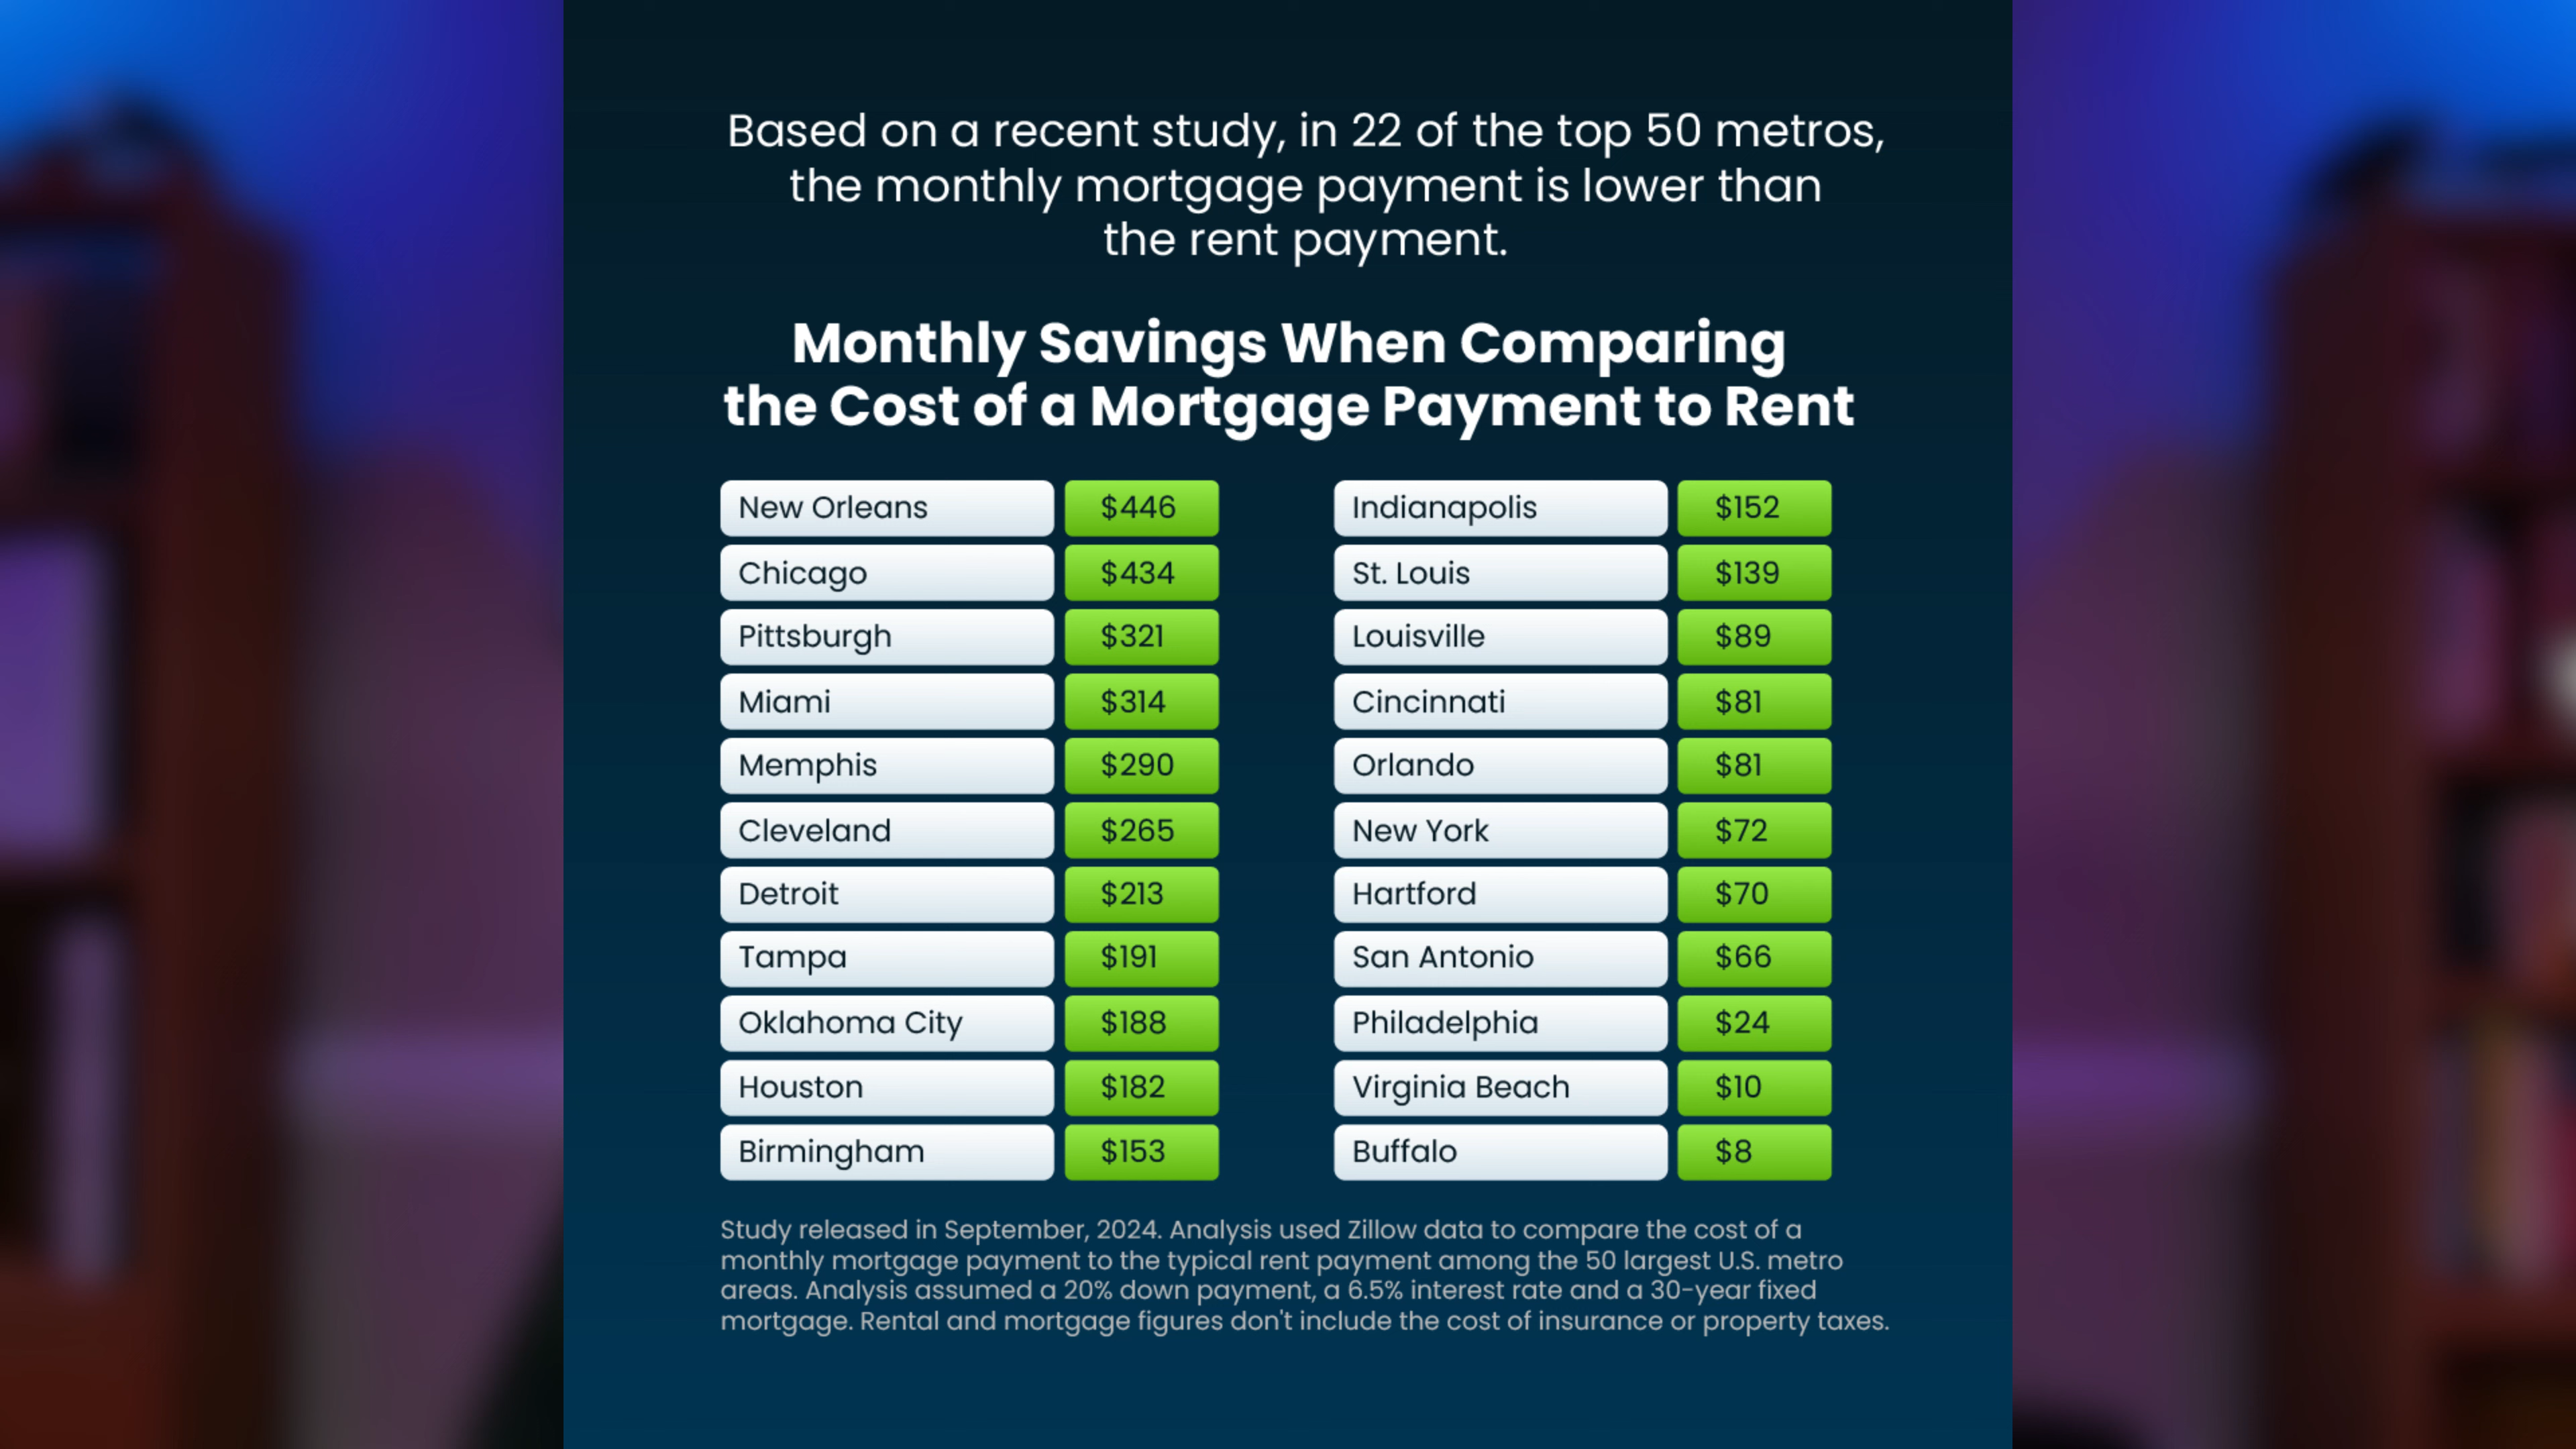 Based on a recent study, in 22 of the top 50 metros,
the monthly mortgage payment is lower than
the rent payment.
Monthly Savings When Comparing
the Cost of a Mortgage Payment to Rent
New Orleans $446
Chicago $434
Pittsburgh $321
Miami $314
Memphis $290
Cleveland $265
Detroit $213
Tampa $191
Oklahoma City $188
Houston $182
Birmingham $153
Indianapolis $152
St. Louis $139
Louisville $89
Cincinnati $81
Orlando $81
New York $72
Hartford $70
San Antonio $66
Philadelphia $24
Virginia Beach $10
Buffalo $8
Study released in September, 2024. Analysis used Zillow data to compare the cost of a
monthly mortgage payment to the typical rent payment among the 50 largest U.S. metro
areas. Analysis assumed a 20% down payment, a 6.5% interest rate and a 30-year fixed
mortgage. Rental and mortgage figures don't include the cost of insurance or property taxes.